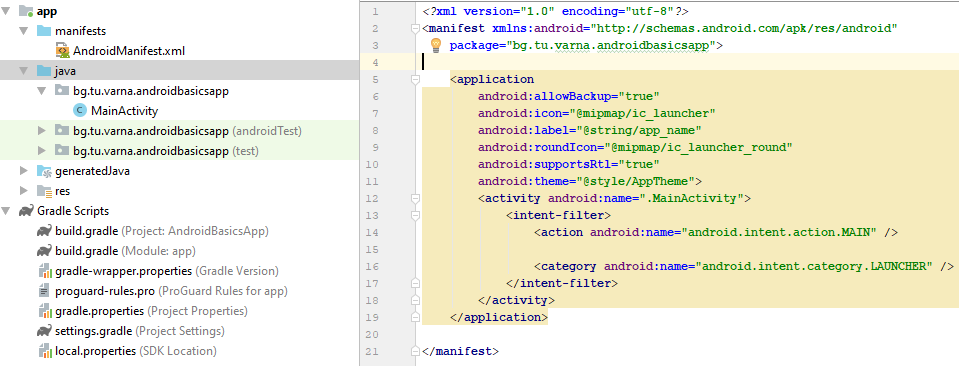 app
manifests
AndroidManifest.xml
java
bg.tu.varna.androidbasicsapp
MainActivity
bg.tu.varna.androidbasicsapp (androidTest)
bg.tu.varna.androidbasicsapp (test)
generatedJava
res
Gradle Scripts
build.gradle (Project: AndroidBasicsApp)
build.gradle (Module: app)
gradle-wrapper.properties (Gradle Version)
proguard-rules.pro (ProGuard Rules for app)
gradle.properties (Project Properties)
settings.gradle (Project Settings)
local.properties (SDK Location)
1 <?xml version="1.0" encoding="utf-8"?>
2 <manifest xmlns:android="http://schemas.android.com/apk/res/android"
3 package="bg.tu.varna.androidbasicsapp">
4
5 <application
6 android:allowBackup="true"
7 android:icon="@mipmap/ic_launcher"
8 android:label="@string/app_name"
9 android:roundIcon="@mipmap/ic_launcher_round"
10 android:supportsRtl="true"
11 android:theme="@style/AppTheme">
12 <activity android:name=".MainActivity">
13 <intent-filter>
14 <action android:name="android.intent.action.MAIN" />
15
16 <category android:name="android.intent.category.LAUNCHER" />
17 </intent-filter>
18 </activity>
19 </application>
20
21 </manifest>